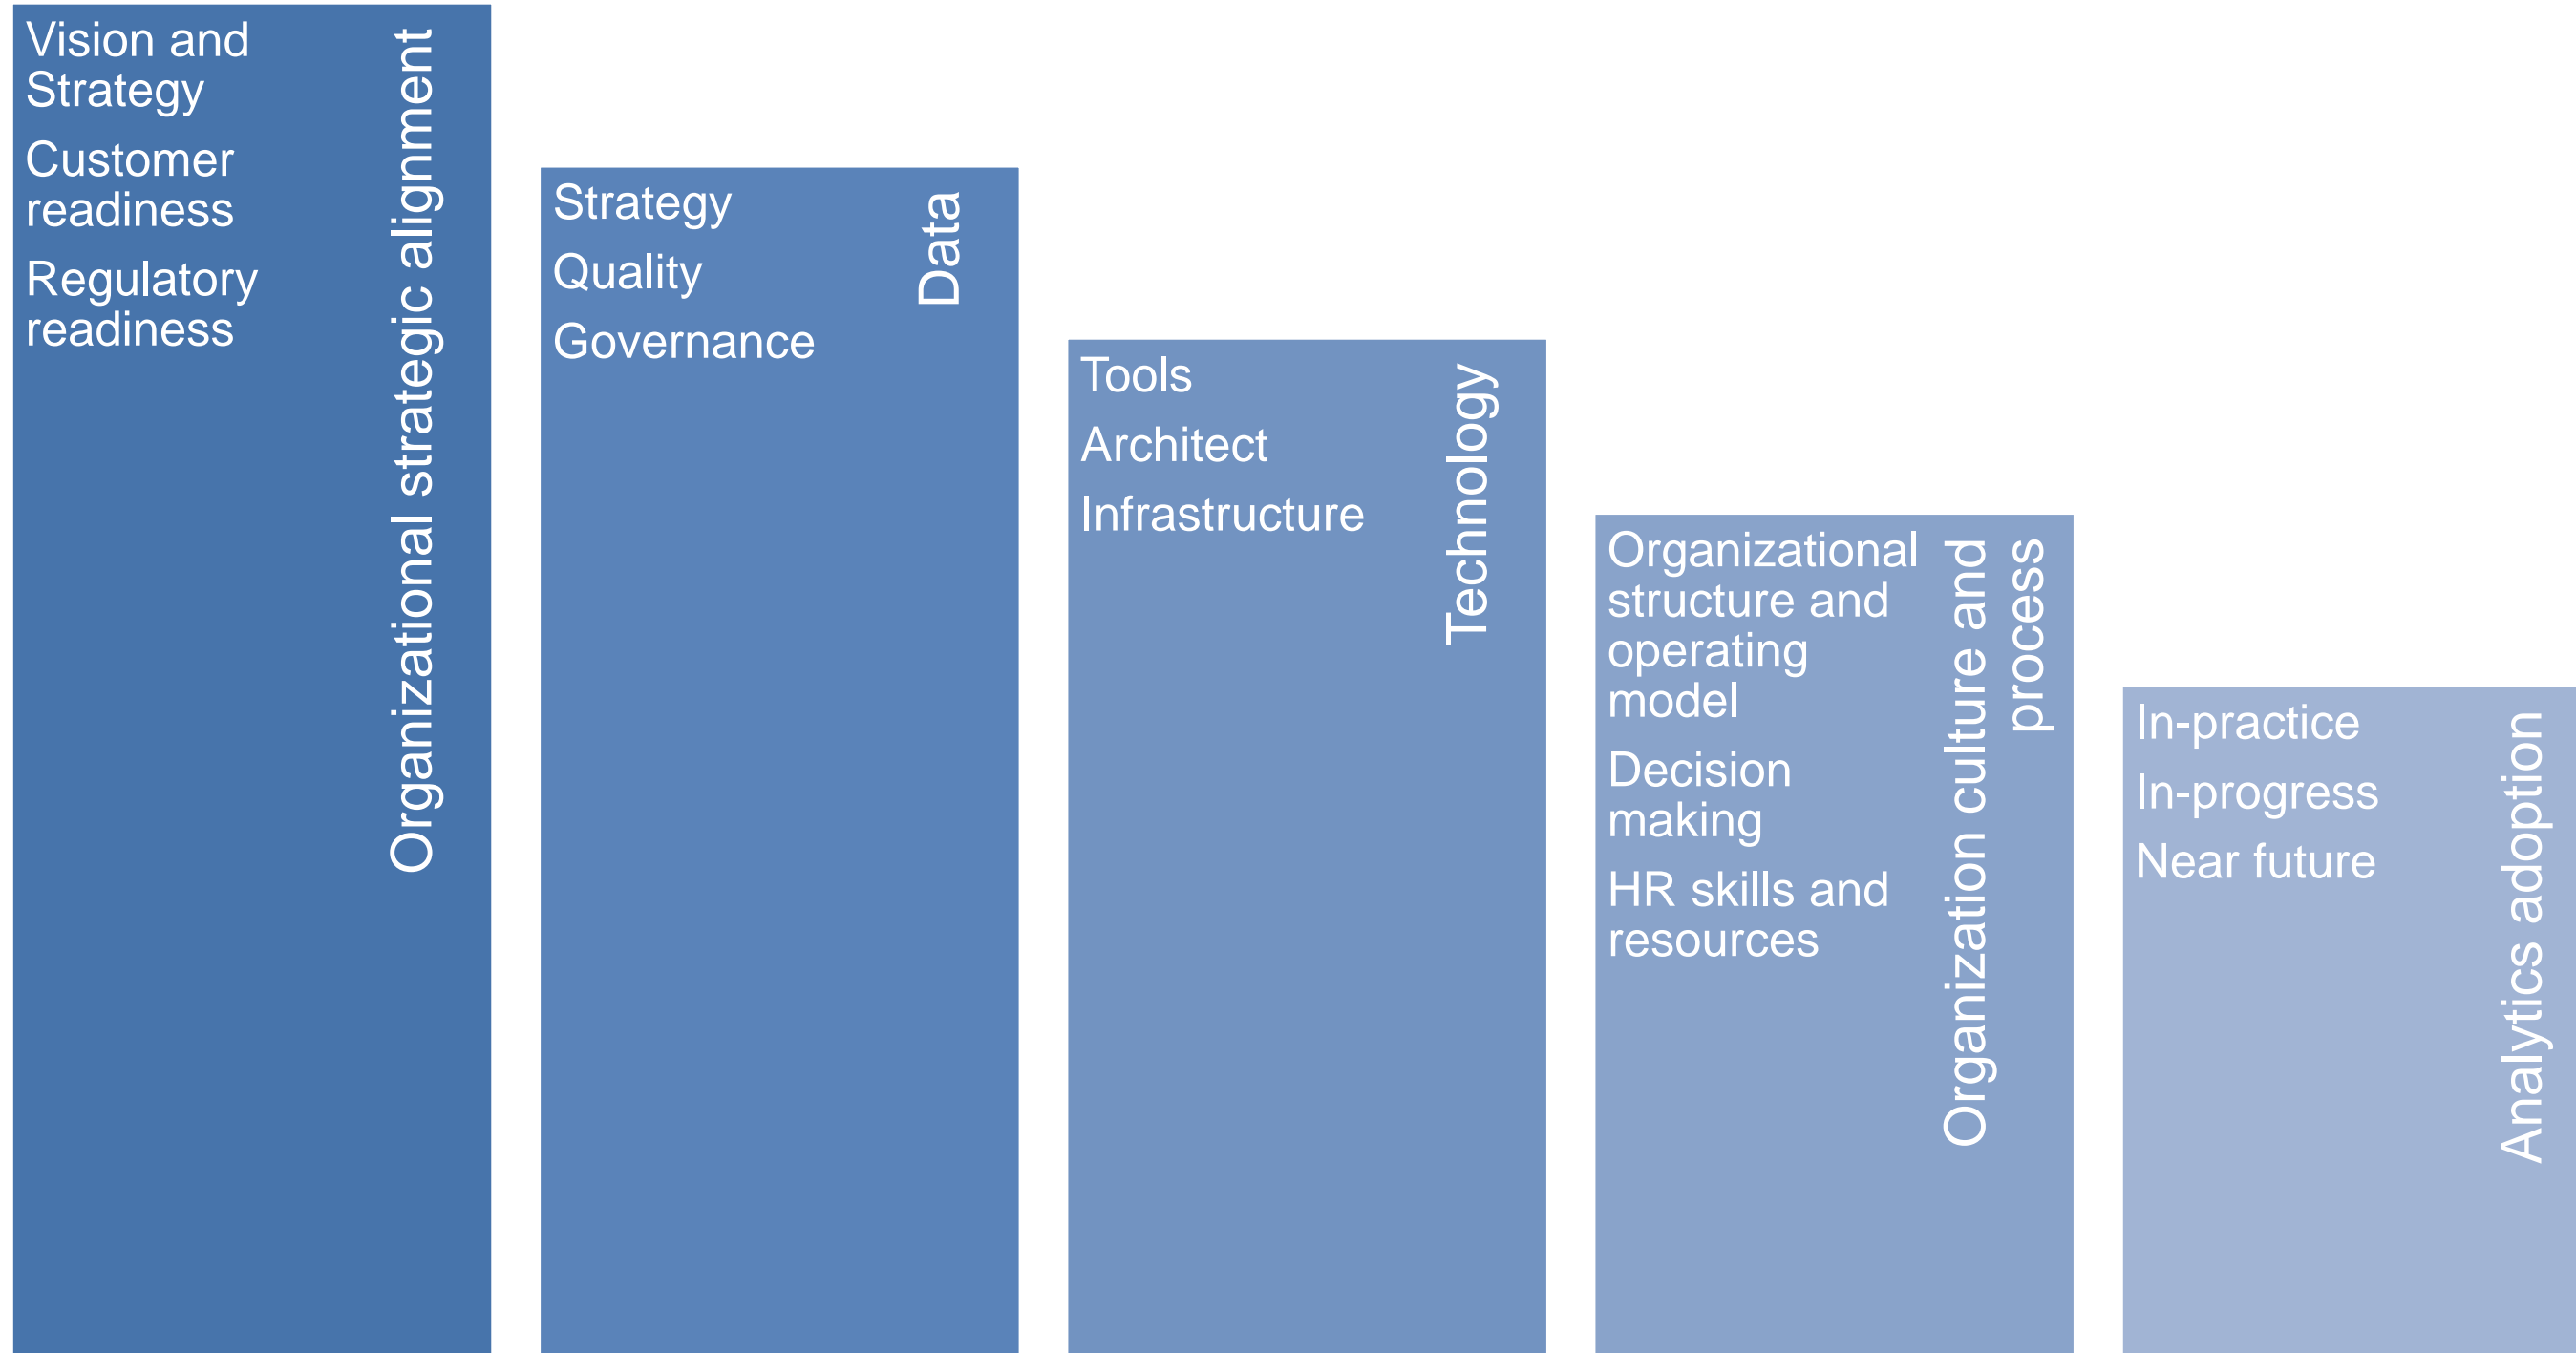 Vision and
Strategy
Customer
readiness
Regulatory
readiness
Organizational strategic alignment
Strategy
Quality
Governance
Data
Tools
Architect
Infrastructure
Technology
Organizational
structure and
operating
model
Decision
making
HR skills and
resources
Organization culture and
process
In-practice
In-progress
Near future
Analytics adoption